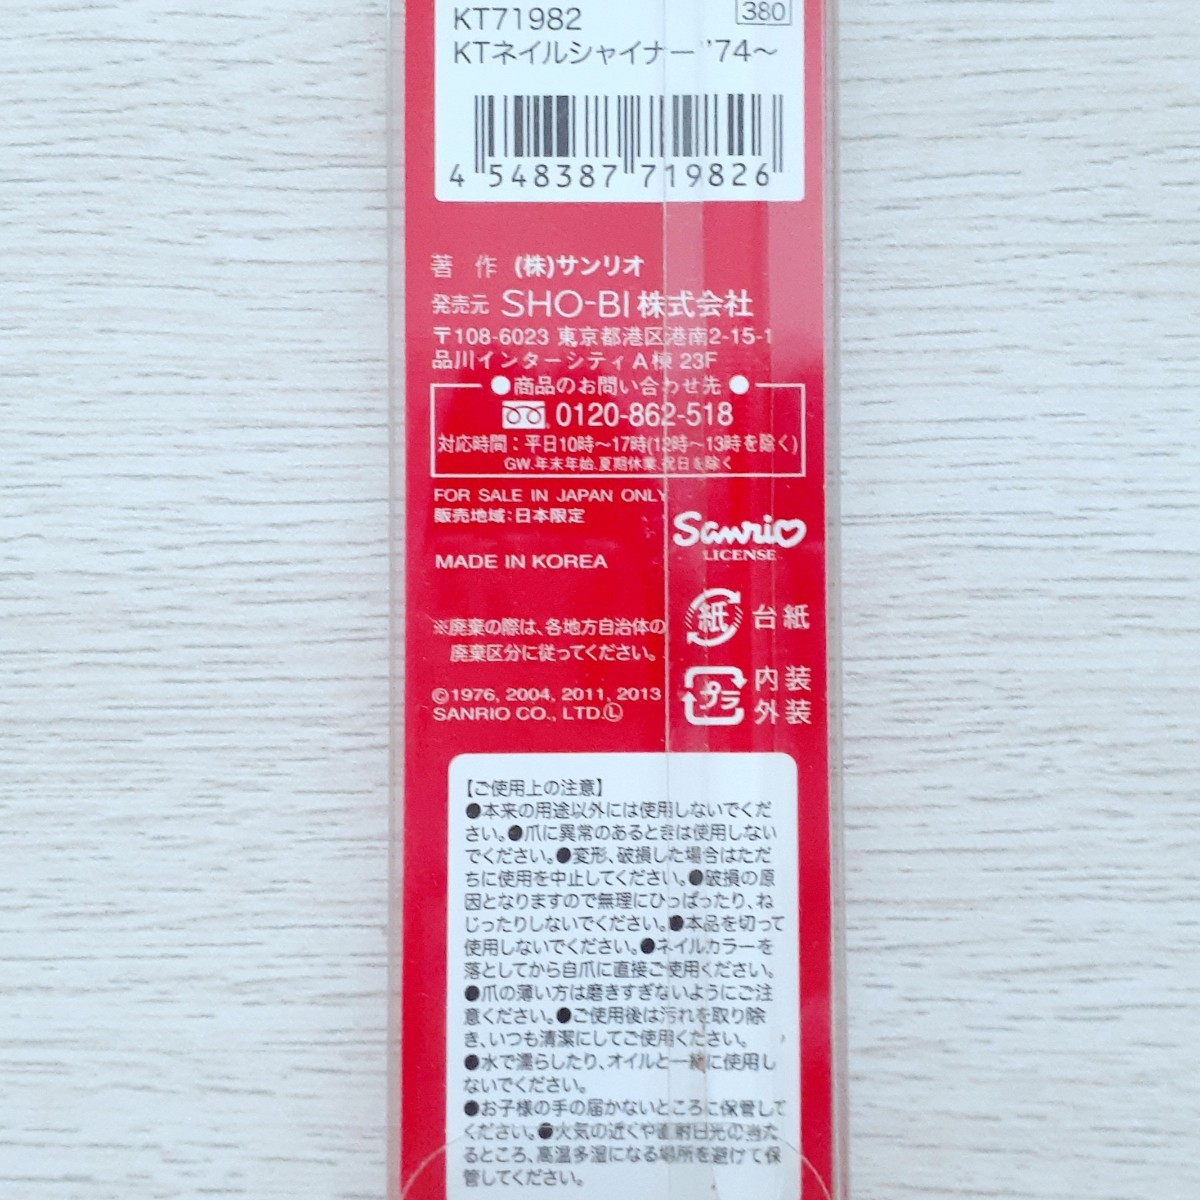 KT71982
380
KTネイルシャイナー "74〜
4 548387 719826
著 作 (株)サンリオ
発売元 SHO-BI株式会社
〒108-6023 東京都港区港南2-15-1
品川インターシティA棟 23F
●商品のお問い合わせ先●
0120-862-518
対応時間：平日10時〜17時(12時〜13時を除く)
GW.年末年始.夏期休業.祝日を除く
FOR SALE IN JAPAN ONLY
販売地域：日本限定
Sanrio
LICENSE
MADE IN KOREA
紙 台紙
※廃棄の際は、各地方自治体の
廃棄区分に従ってください。
プラ 内装
外装
©1976, 2004, 2011, 2013
SANRIO CO., LTD.Ⓛ
【ご使用上の注意】
●本来の用途以外には使用しないでくだ
さい。●爪に異常のあるときは使用しない
でください。●変形、破損した場合はただ
ちに使用を中止してください。●破損の原
因となりますので無理にひっぱったり、ね
じったりしないでください。●本品を切って
使用しないでください。●ネイルカラーを
落としてから自爪に直接ご使用ください。
●爪の薄い方は磨きすぎないようにご注
意ください。●ご使用後は汚れを取り除
き、いつも清潔にしてご使用ください。
●水で濡らしたり、オイルと一緒に使用し
ないでください。
●お子様の手の届かないところに保管して
ください。●火気の近くや直射日光の当た
るところ、高温多湿になる場所を避けて保
管してください。